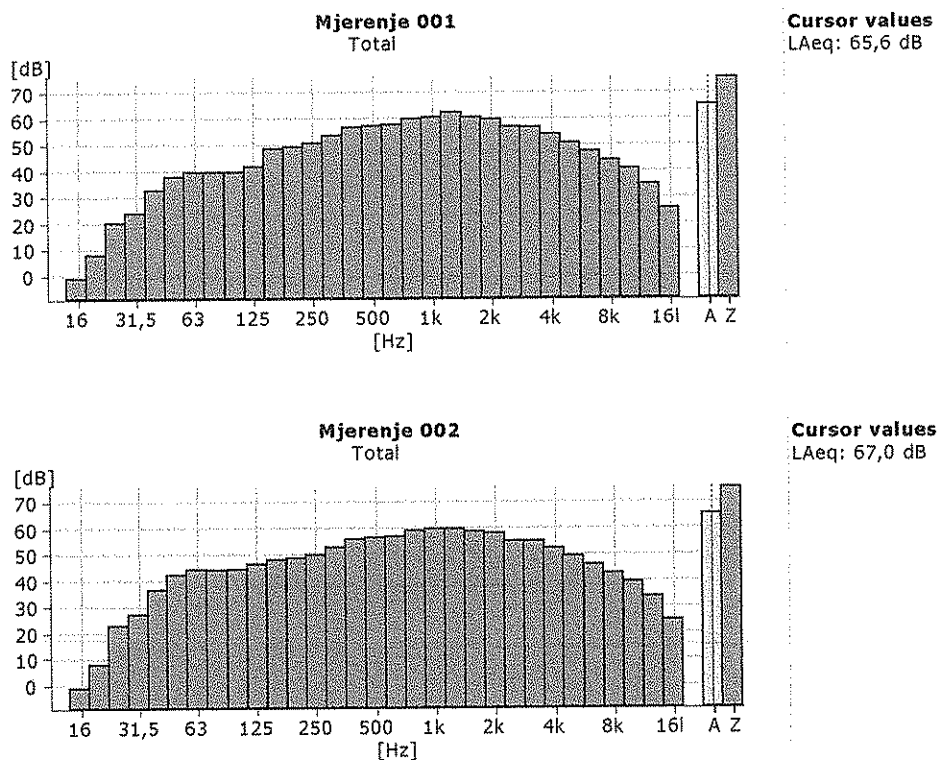 Mjerenje 001
Total
Cursor values
LAeq: 65,6 dB
[dB]
70
60
50
40
30
20
10
0
16 31,5 63 125 250 500 1k 2k 4k 8k 16l A Z
[Hz]
Mjerenje 002
Total
Cursor values
LAeq: 67,0 dB
[dB]
70
60
50
40
30
20
10
0
16 31,5 63 125 250 500 1k 2k 4k 8k 16l A Z
[Hz]